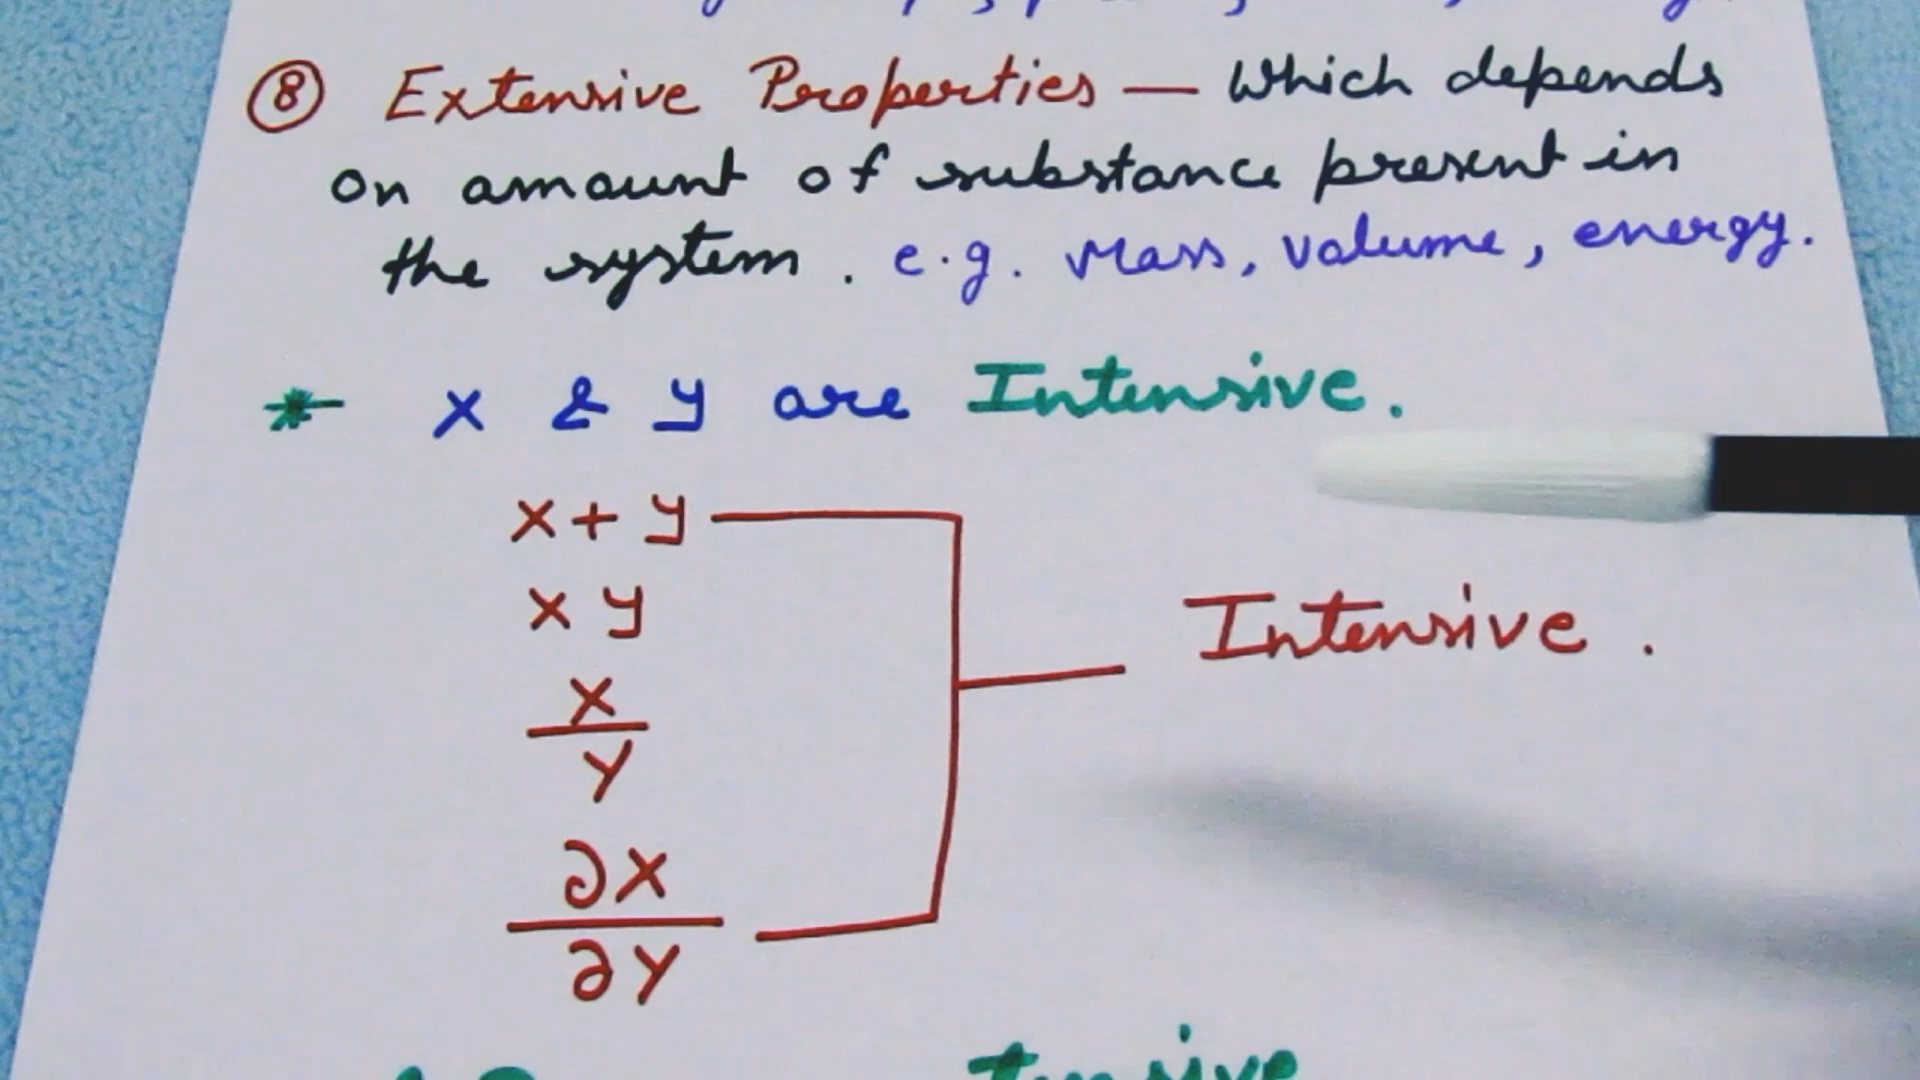 ⑧ Extensive Properties — Which depends
on amount of substance present in
the system. e.g. Mass, volume, energy.
* x & y are Intensive.
x + y
x y
x
y
Intensive.
∂x
∂y